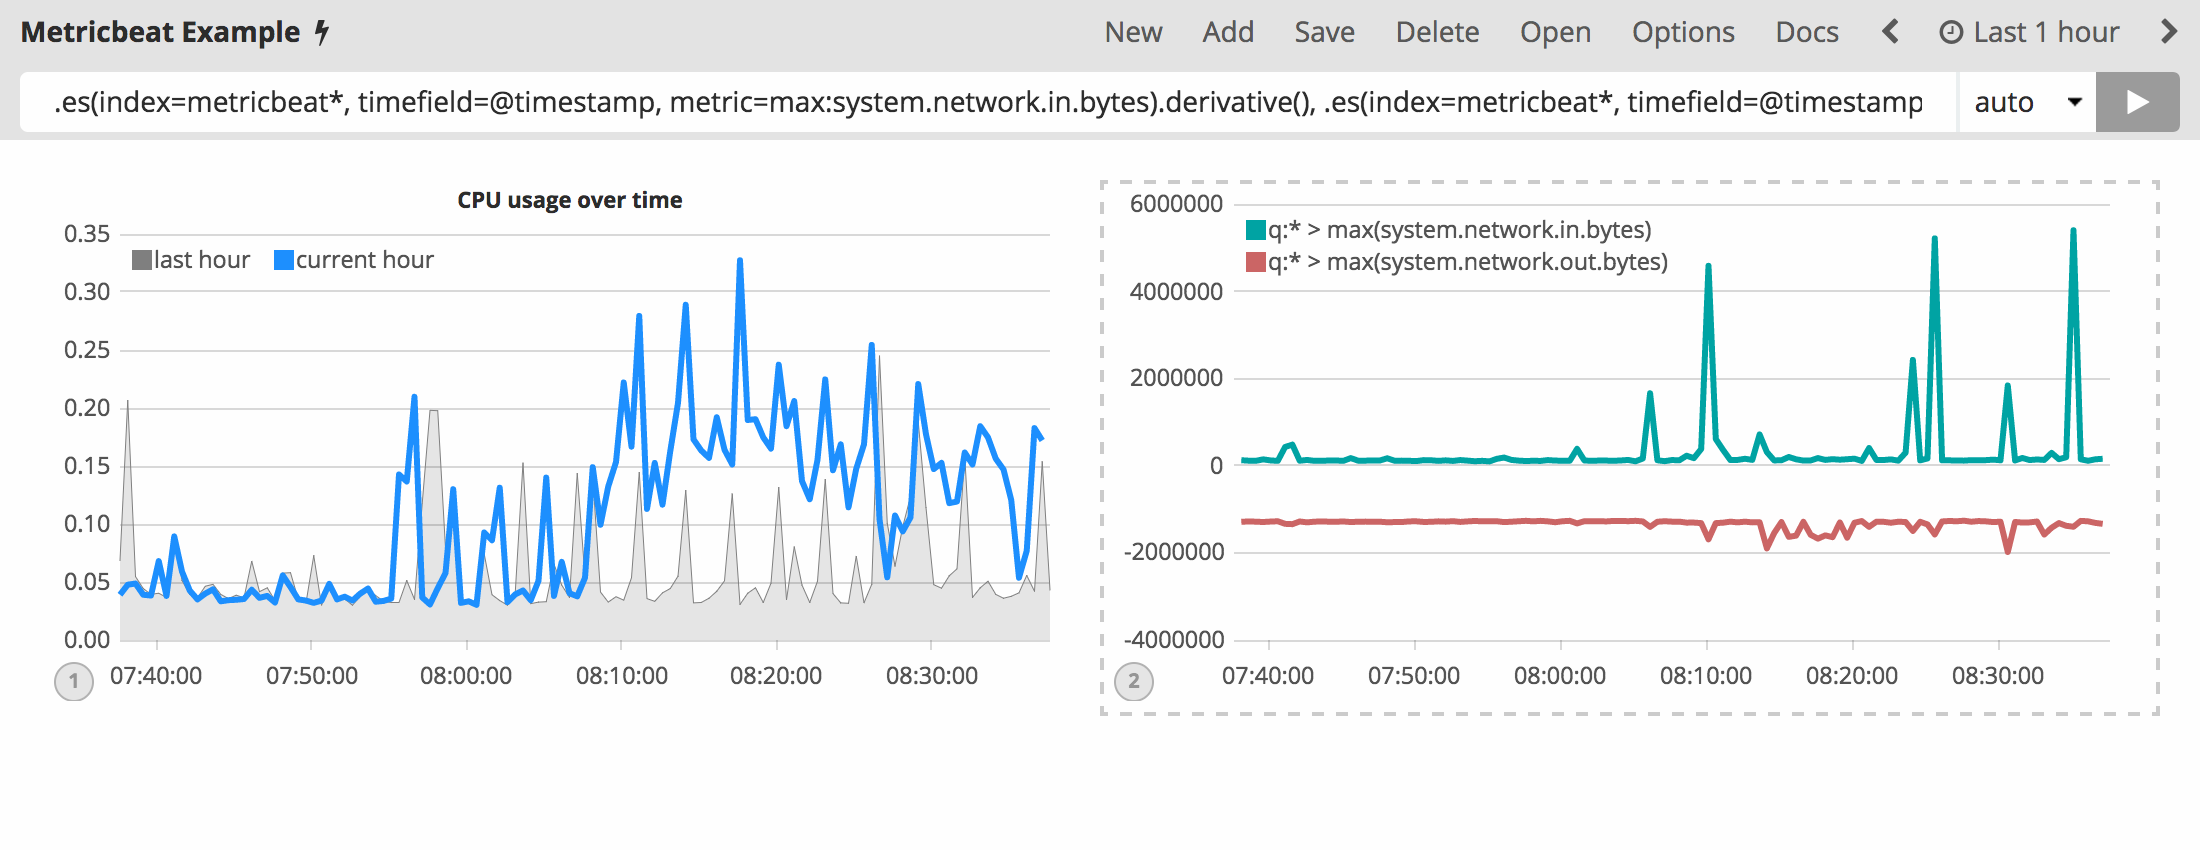 Metricbeat Example
New Add Save Delete Open Options Docs Last 1 hour
.es(index=metricbeat*, timefield=@timestamp, metric=max:system.network.in.bytes).derivative(), .es(index=metricbeat*, timefield=@timestamp
auto
CPU usage over time
last hour current hour
0.35
0.30
0.25
0.20
0.15
0.10
0.05
0.00
07:40:00 07:50:00 08:00:00 08:10:00 08:20:00 08:30:00
1
q:* > max(system.network.in.bytes)
q:* > max(system.network.out.bytes)
6000000
4000000
2000000
0
-2000000
-4000000
07:40:00 07:50:00 08:00:00 08:10:00 08:20:00 08:30:00
2